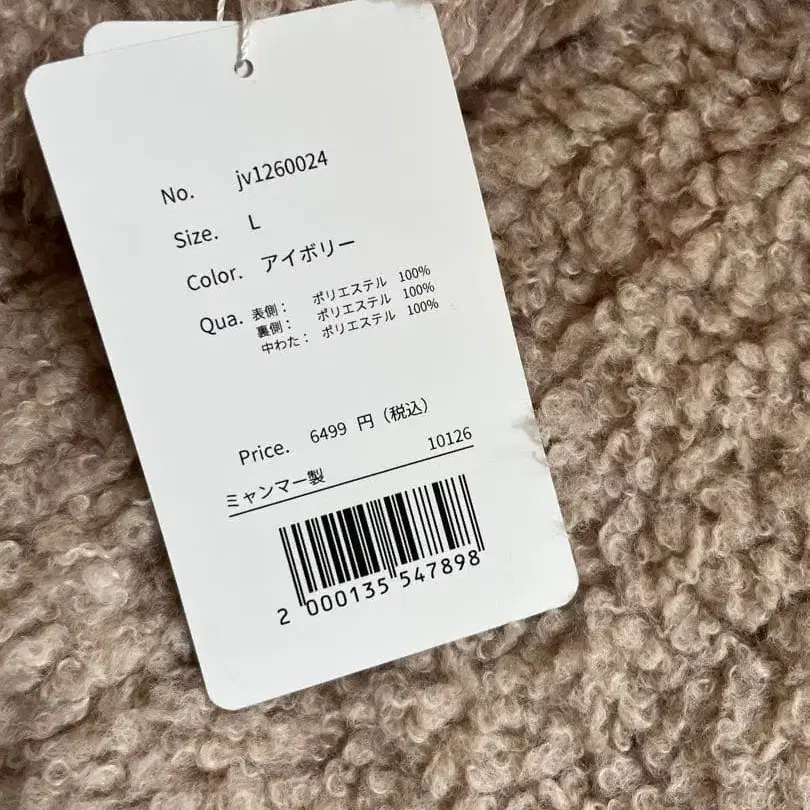 No. jv1260024
Size. L
Color. アイボリー
Qua. 表側： ポリエステル 100%
裏側： ポリエステル 100%
中わた： ポリエステル 100%
Price. 6499 円（税込）
ミャンマー製 10126
2 000135 547898